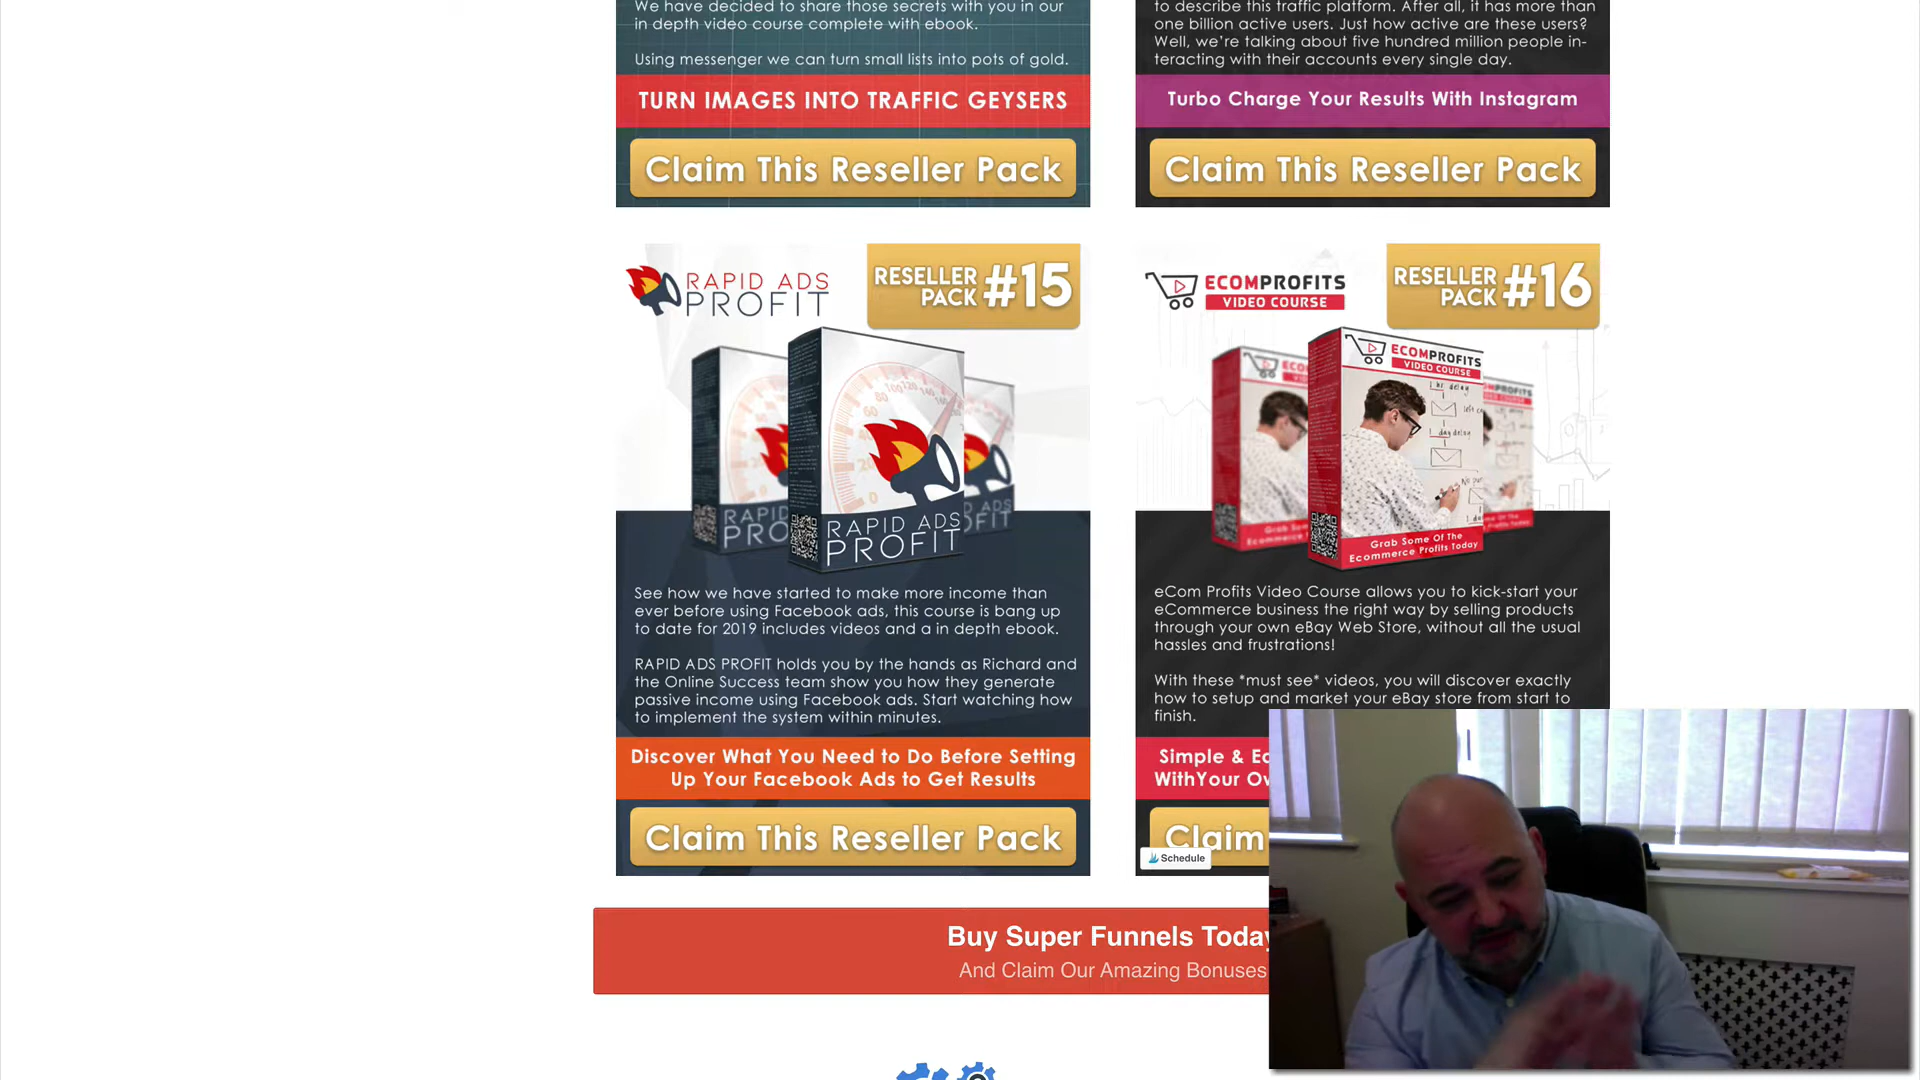 We have decided to share those secrets with you in our
in depth video course complete with ebook.
Using messenger we can turn small lists into pots of gold.
TURN IMAGES INTO TRAFFIC GEYSERS
Claim This Reseller Pack
to describe this traffic platform. After all, it has more than
one billion active users. Just how active are these users?
Well, we’re talking about five hundred million people in-
teracting with their accounts every single day.
Turbo Charge Your Results With Instagram
Claim This Reseller Pack
RAPID ADS
PROFIT
RESELLER
PACK #15
RAPID ADS
PROFIT
See how we have started to make more income than
ever before using Facebook ads, this course is bang up
to date for 2019 includes videos and a in depth ebook.
RAPID ADS PROFIT holds you by the hands as Richard and
the Online Success team show you how they generate
passive income using Facebook ads. Start watching how
to implement the system within minutes.
Discover What You Need to Do Before Setting
Up Your Facebook Ads to Get Results
Claim This Reseller Pack
ECOMPROFITS
VIDEO COURSE
RESELLER
PACK #16
ECOMPROFITS
VIDEO COURSE
1 hr delay
1 day delay
Grab Some Of The
Ecommerce Profits Today
eCom Profits Video Course allows you to kick-start your
eCommerce business the right way by selling products
through your own eBay Web Store, without all the usual
hassles and frustrations!
With these *must see* videos, you will discover exactly
how to setup and market your eBay store from start to
finish.
Simple & Ea
WithYour Ow
Claim
Schedule
Buy Super Funnels Today
And Claim Our Amazing Bonuses